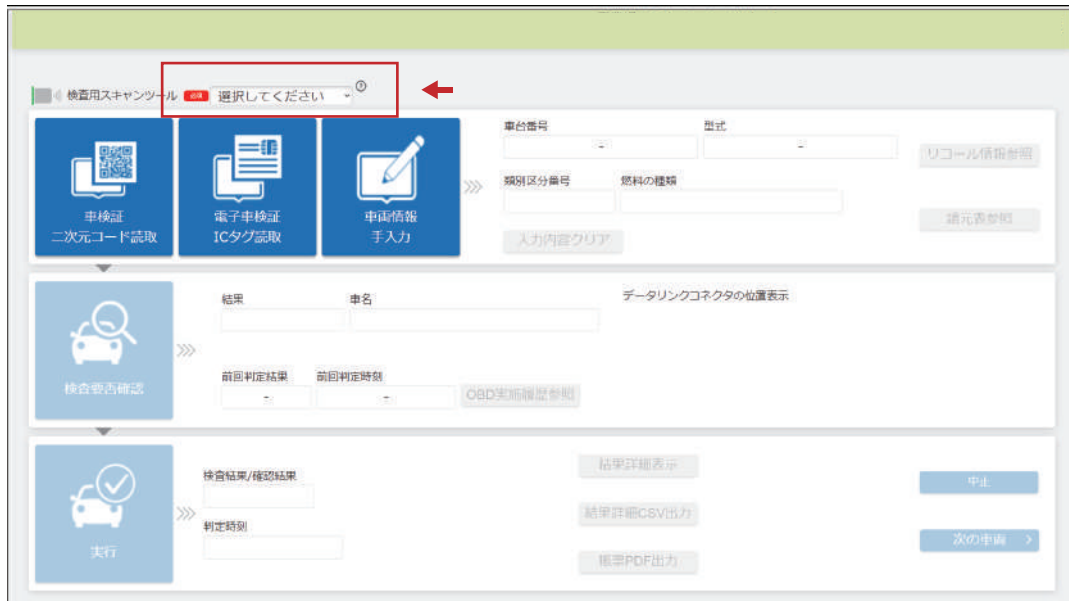 検査用スキャンツール 必須 選択してください
車検証
二次元コード読取
電子車検証
ICタグ読取
車両情報
手入力
車台番号
型式
-
-
リコール情報参照
類別区分番号
燃料の種類
諸元表参照
入力内容クリア
検査要否確認
結果
車名
データリンクコネクタの位置表示
前回判定結果
前回判定時刻
-
-
OBD実施履歴参照
実行
検査結果/確認結果
判定時刻
結果詳細表示
結果詳細CSV出力
帳票PDF出力
中止
次の車両 >